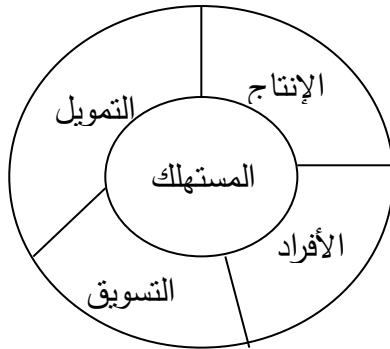 الإنتاج
التمويل
المستهلك
الأفراد
التسويق